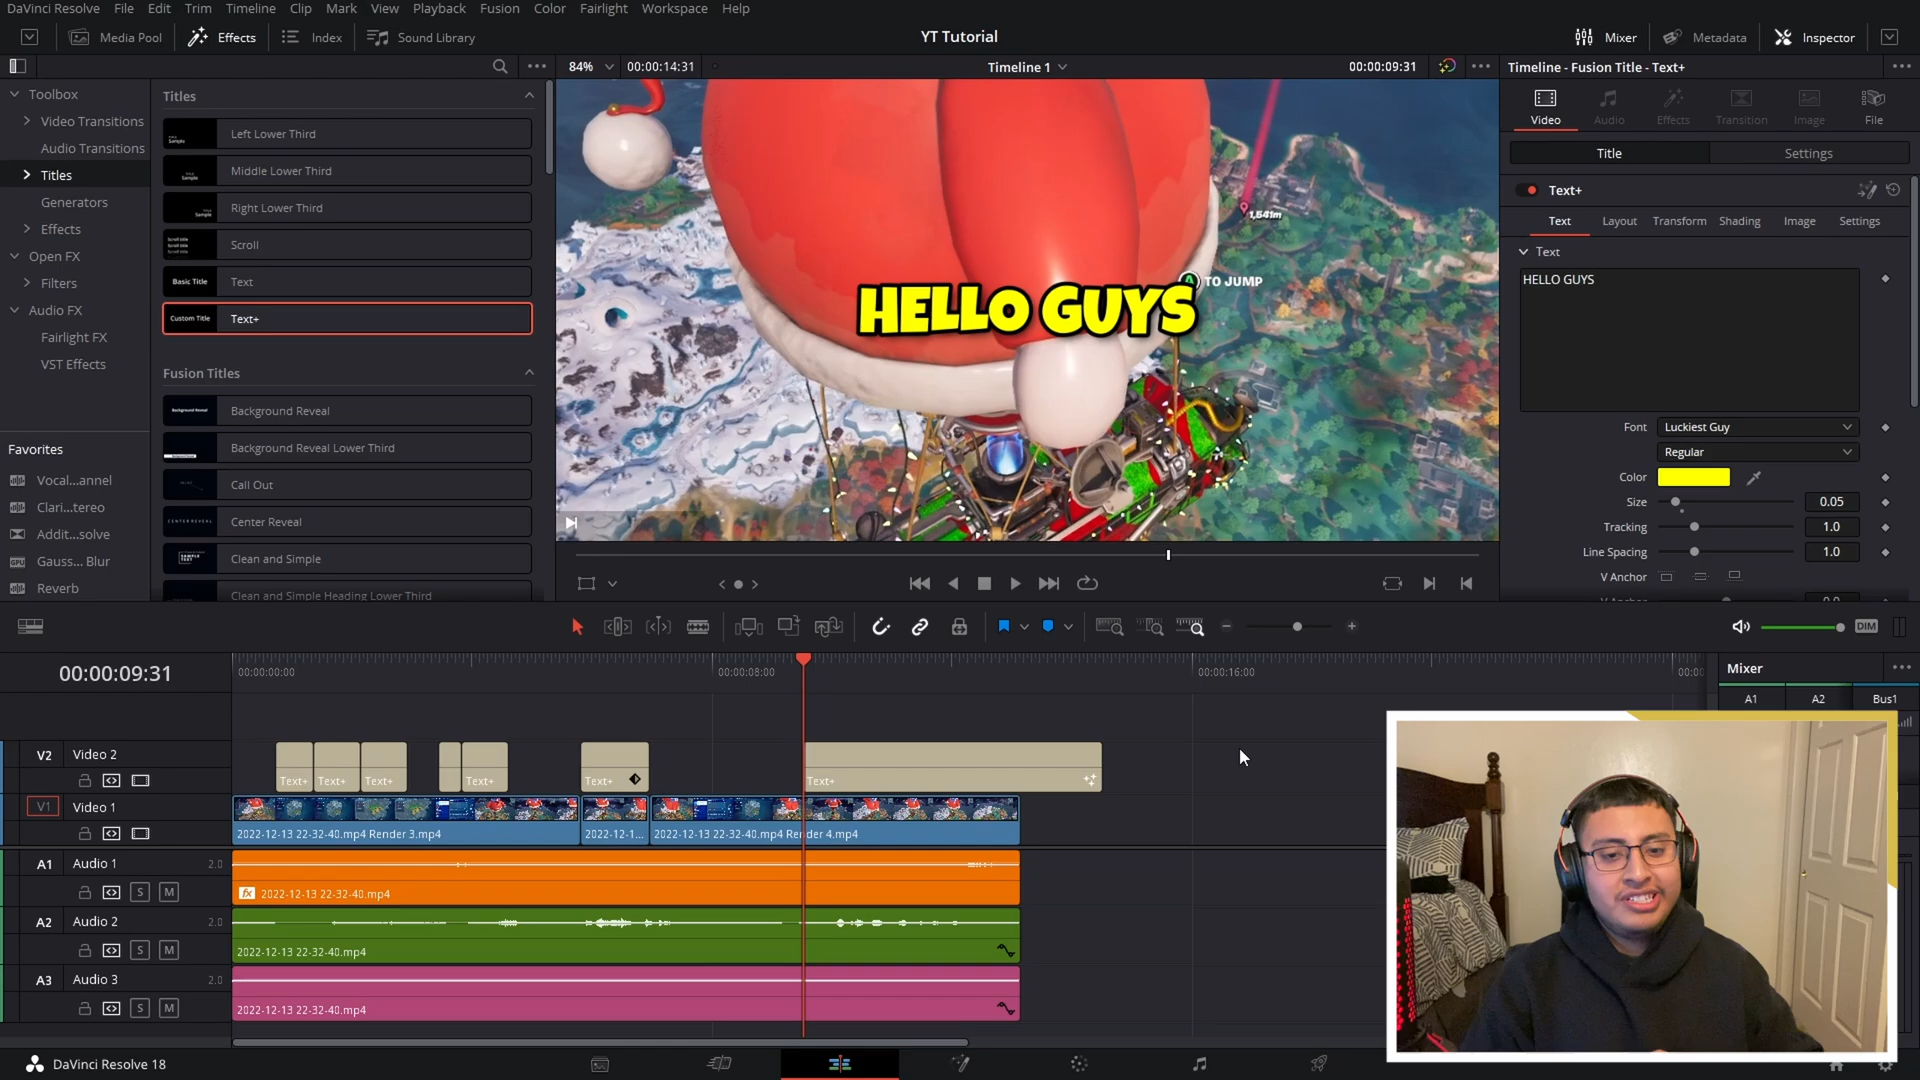 DaVinci Resolve File Edit Trim Timeline Clip Mark View Playback Fusion Color Fairlight Workspace Help
Media Pool Effects Index Sound Library
YT Tutorial
Mixer Metadata Inspector
84% 00:00:14:31 Timeline 1 00:00:09:31
Timeline - Fusion Title - Text+
Toolbox
Video Transitions
Audio Transitions
Titles
Generators
Effects
Open FX
Filters
Audio FX
Fairlight FX
VST Effects
Favorites
Vocal...annel
Clari...tereo
Addit...solve
Gauss... Blur
Reverb
Titles
Left Lower Third
Middle Lower Third
Right Lower Third
Scroll
Basic Title Text
Custom Title Text+
Fusion Titles
Background Reveal Background Reveal
Background Reveal Lower Third
Call Out
CENTER REVEAL Center Reveal
Clean and Simple
Clean and Simple Heading Lower Third
1,541m
A TO JUMP
HELLO GUYS
Video Audio Effects Transition Image File
Title Settings
Text+
Text Layout Transform Shading Image Settings
Text
HELLO GUYS
Font Luckiest Guy
Regular
Color
Size 0.05
Tracking 1.0
Line Spacing 1.0
V Anchor
DIM
00:00:09:31
00:00:00:00 00:00:08:00 00:00:16:00
Mixer
A1 A2 Bus1
V2 Video 2
Text+ Text+ Text+ Text+ Text+ Text+
V1 Video 1
2022-12-13 22-32-40.mp4 Render 3.mp4 2022-12-1... 2022-12-13 22-32-40.mp4 Render 4.mp4
A1 Audio 1 2.0
S M
fx 2022-12-13 22-32-40.mp4
A2 Audio 2 2.0
S M
2022-12-13 22-32-40.mp4
A3 Audio 3 2.0
S M
2022-12-13 22-32-40.mp4
DaVinci Resolve 18